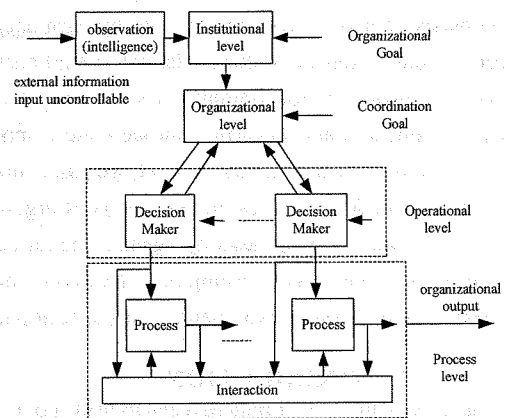 observation
(intelligence)
Institutional
level
Organizational
Goal
external information
input uncontrollable
Organizational
level
Coordination
Goal
Decision
Maker
Decision
Maker
Operational
level
Process
Process
organizational
output
Process
level
Interaction